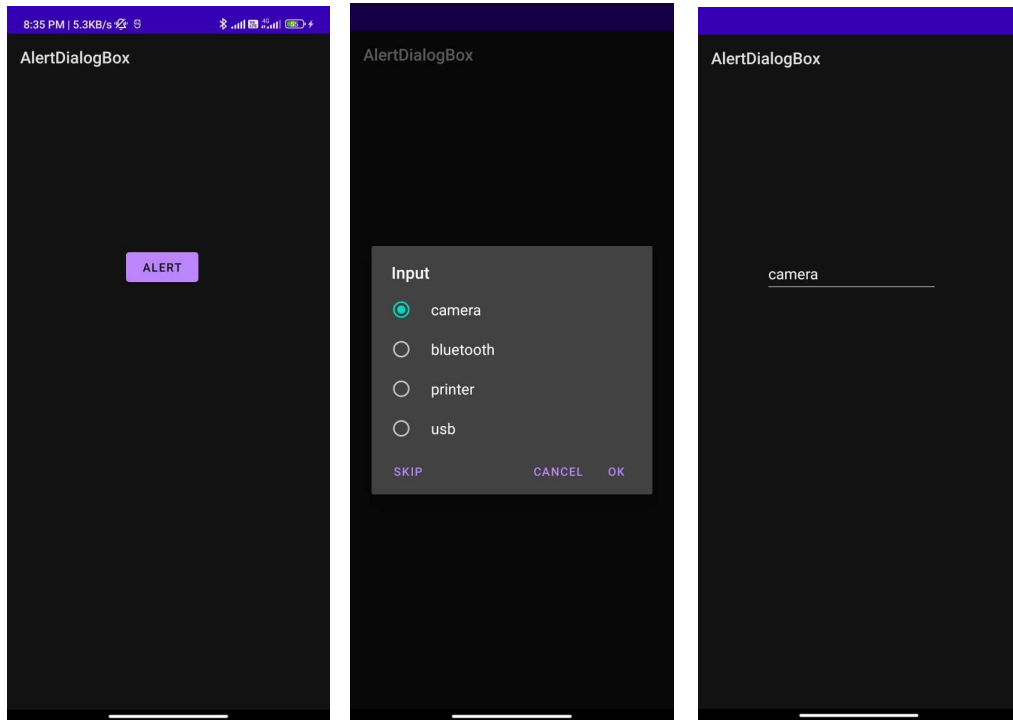 8:35 PM | 5.3KB/s
AlertDialogBox
ALERT
AlertDialogBox
Input
camera
bluetooth
printer
usb
SKIP CANCEL OK
AlertDialogBox
camera